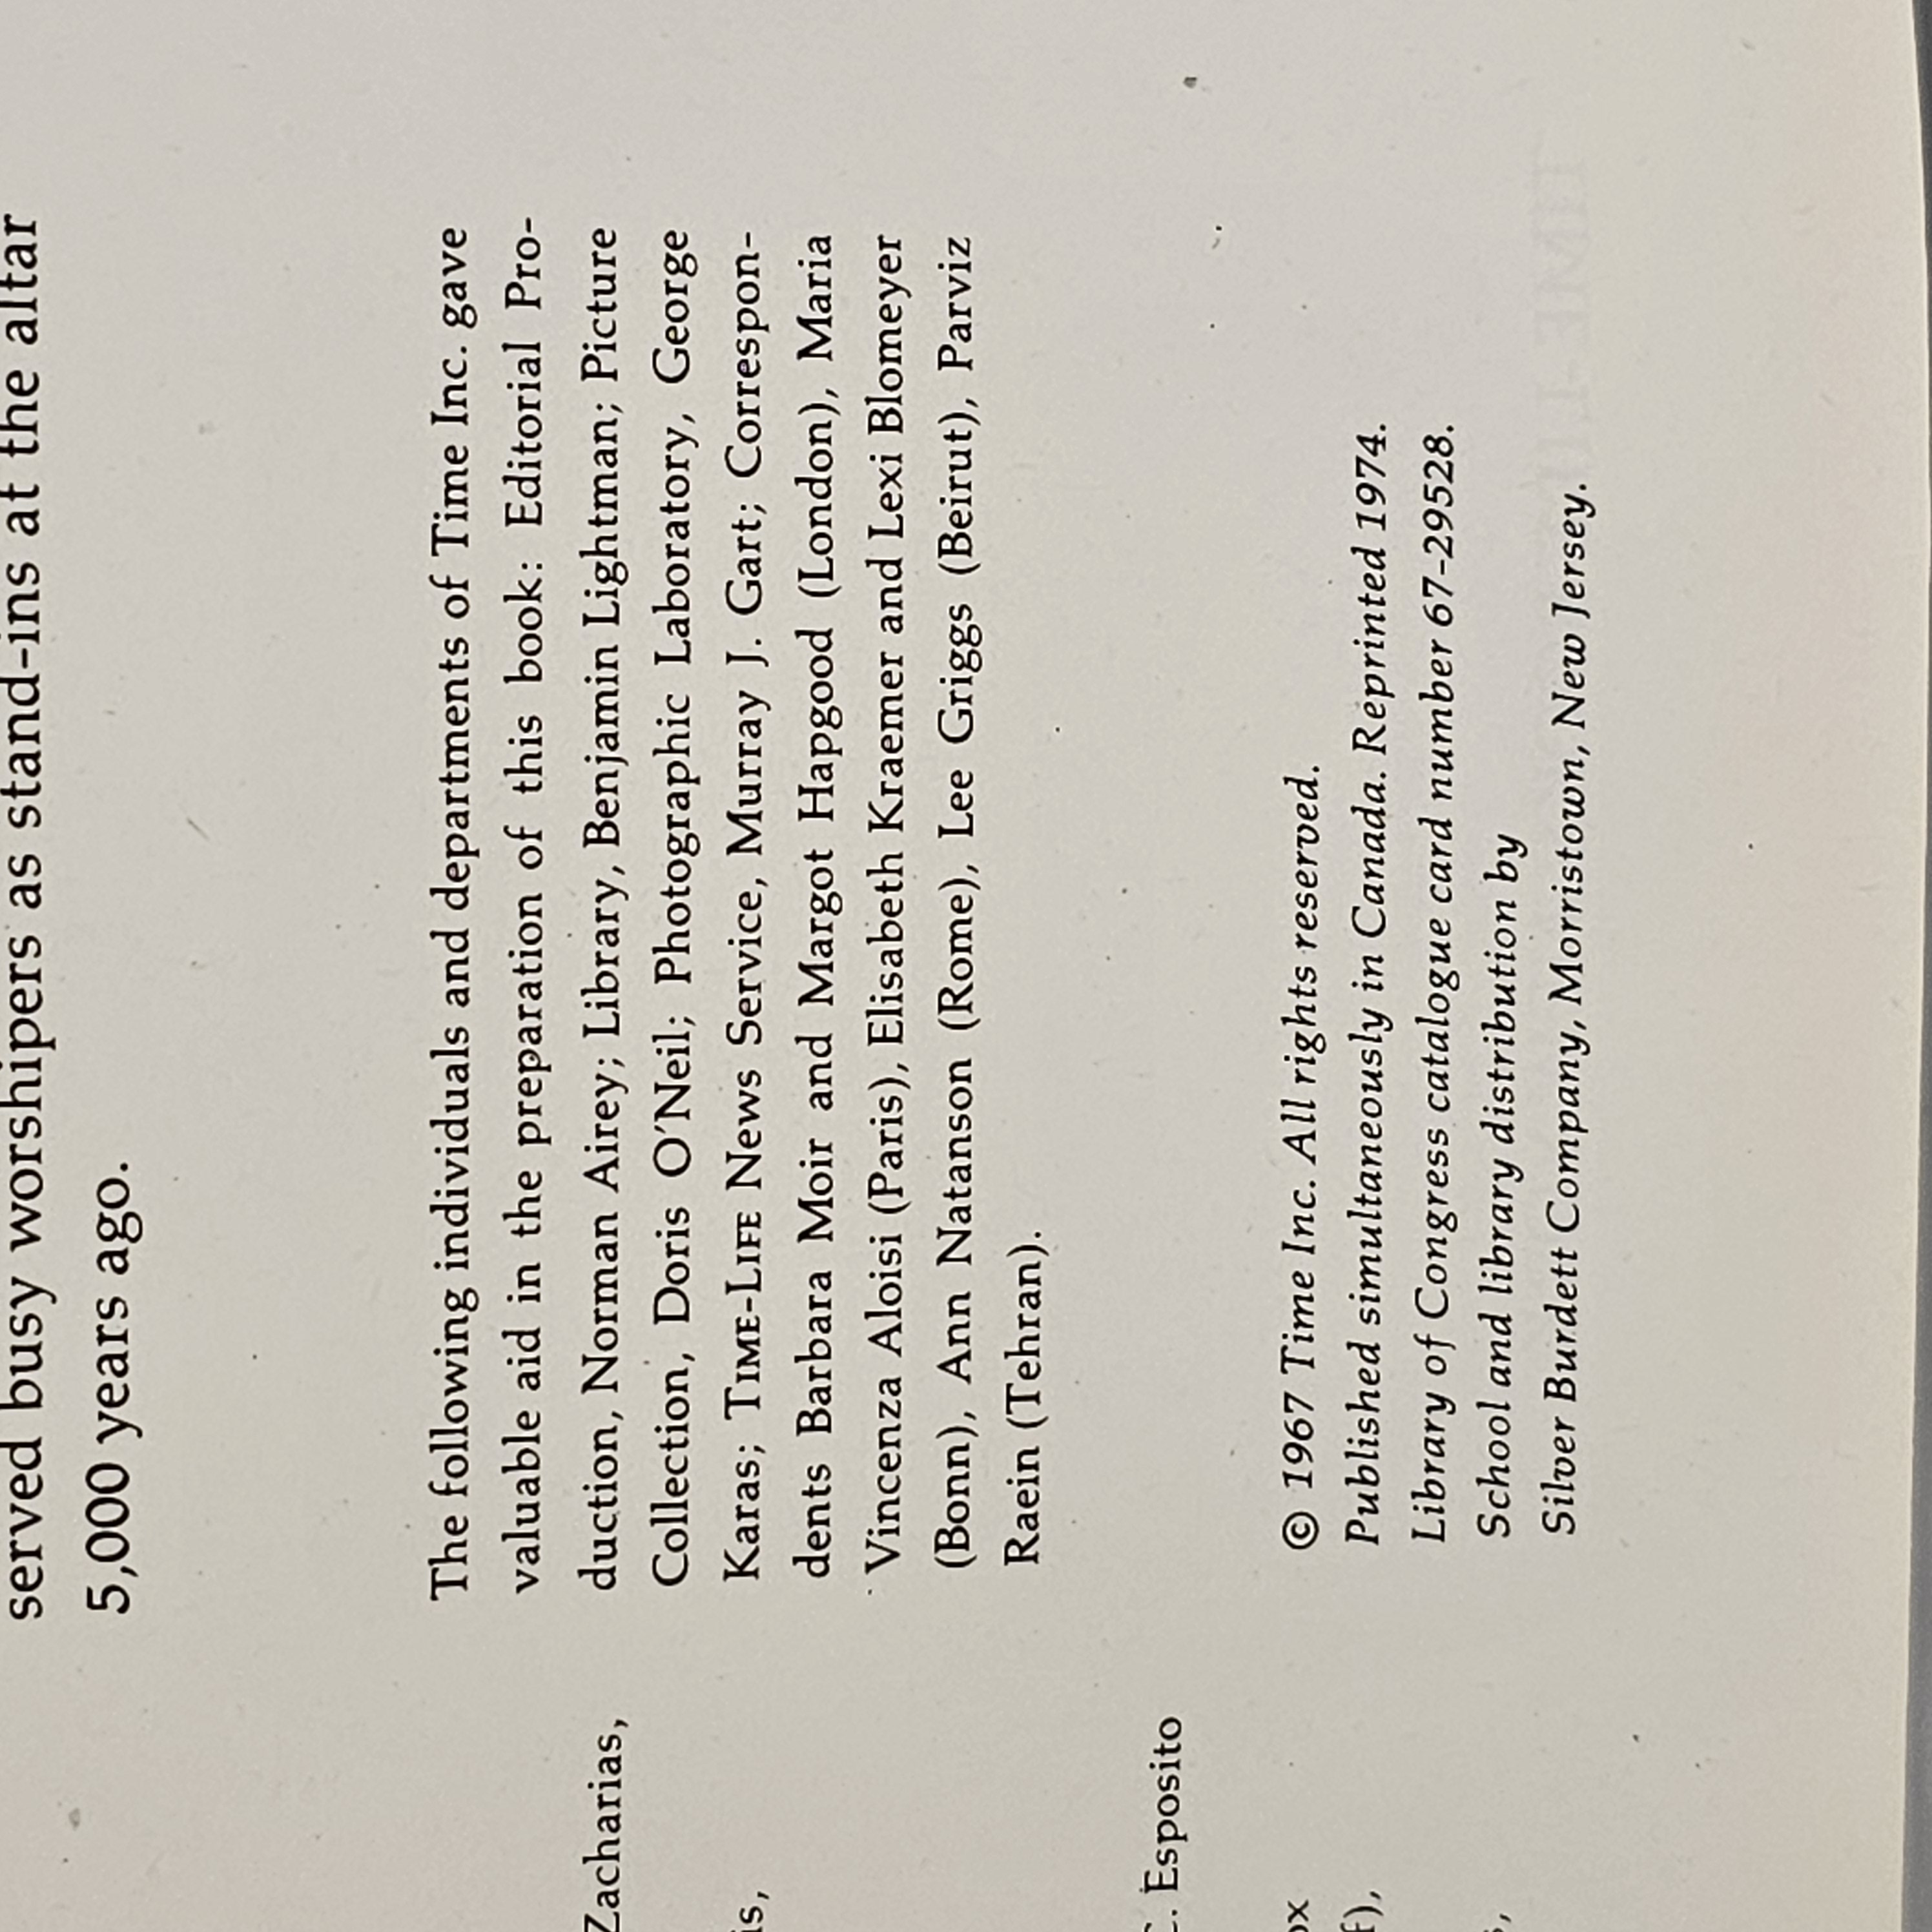 served busy worshipers as stand-ins at the altar
5,000 years ago.
The following individuals and departments of Time Inc. gave
valuable aid in the preparation of this book: Editorial Pro-
duction, Norman Airey; Library, Benjamin Lightman; Picture
Collection, Doris O'Neil; Photographic Laboratory, George
Karas; TIME-LIFE News Service, Murray J. Gart; Correspon-
dents Barbara Moir and Margot Hapgood (London), Maria
Vincenza Aloisi (Paris), Elisabeth Kraemer and Lexi Blomeyer
(Bonn), Ann Natanson (Rome), Lee Griggs (Beirut), Parviz
Raein (Tehran).
© 1967 Time Inc. All rights reserved.
Published simultaneously in Canada. Reprinted 1974.
Library of Congress catalogue card number 67-29528.
School and library distribution by
Silver Burdett Company, Morristown, New Jersey.
Zacharias,
C. Esposito